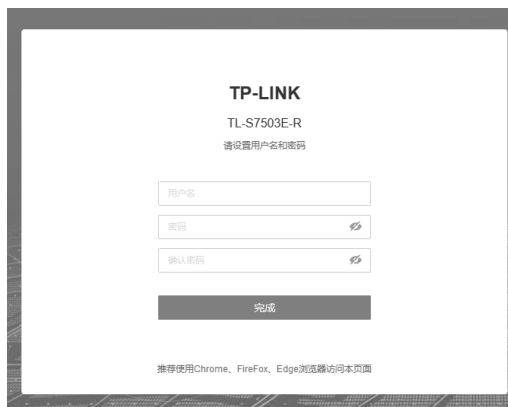 TP-LINK
TL-S7503E-R
请设置用户名和密码
用户名
密码
确认密码
完成
推荐使用Chrome、FireFox、Edge浏览器访问本页面